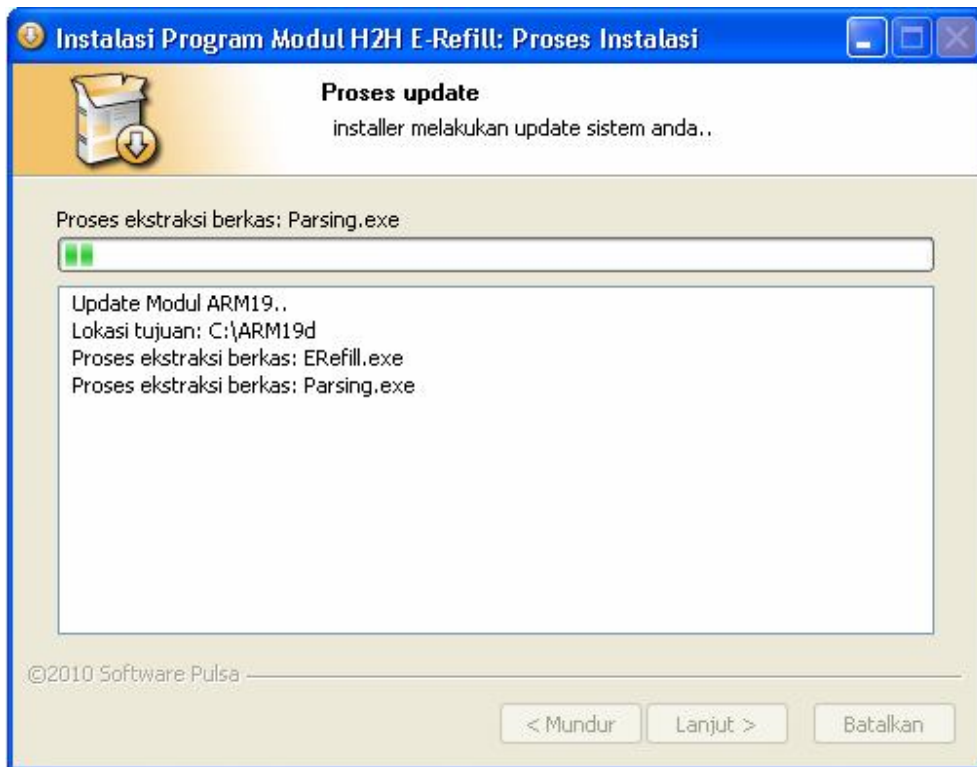 Instalasi Program Modul H2H E-Refill: Proses Instalasi
Proses update
installer melakukan update sistem anda..
Proses ekstraksi berkas: Parsing.exe
Update Modul ARM19..
Lokasi tujuan: C:\ARM19d
Proses ekstraksi berkas: ERefill.exe
Proses ekstraksi berkas: Parsing.exe
©2010 Software Pulsa
< Mundur
Lanjut >
Batalkan